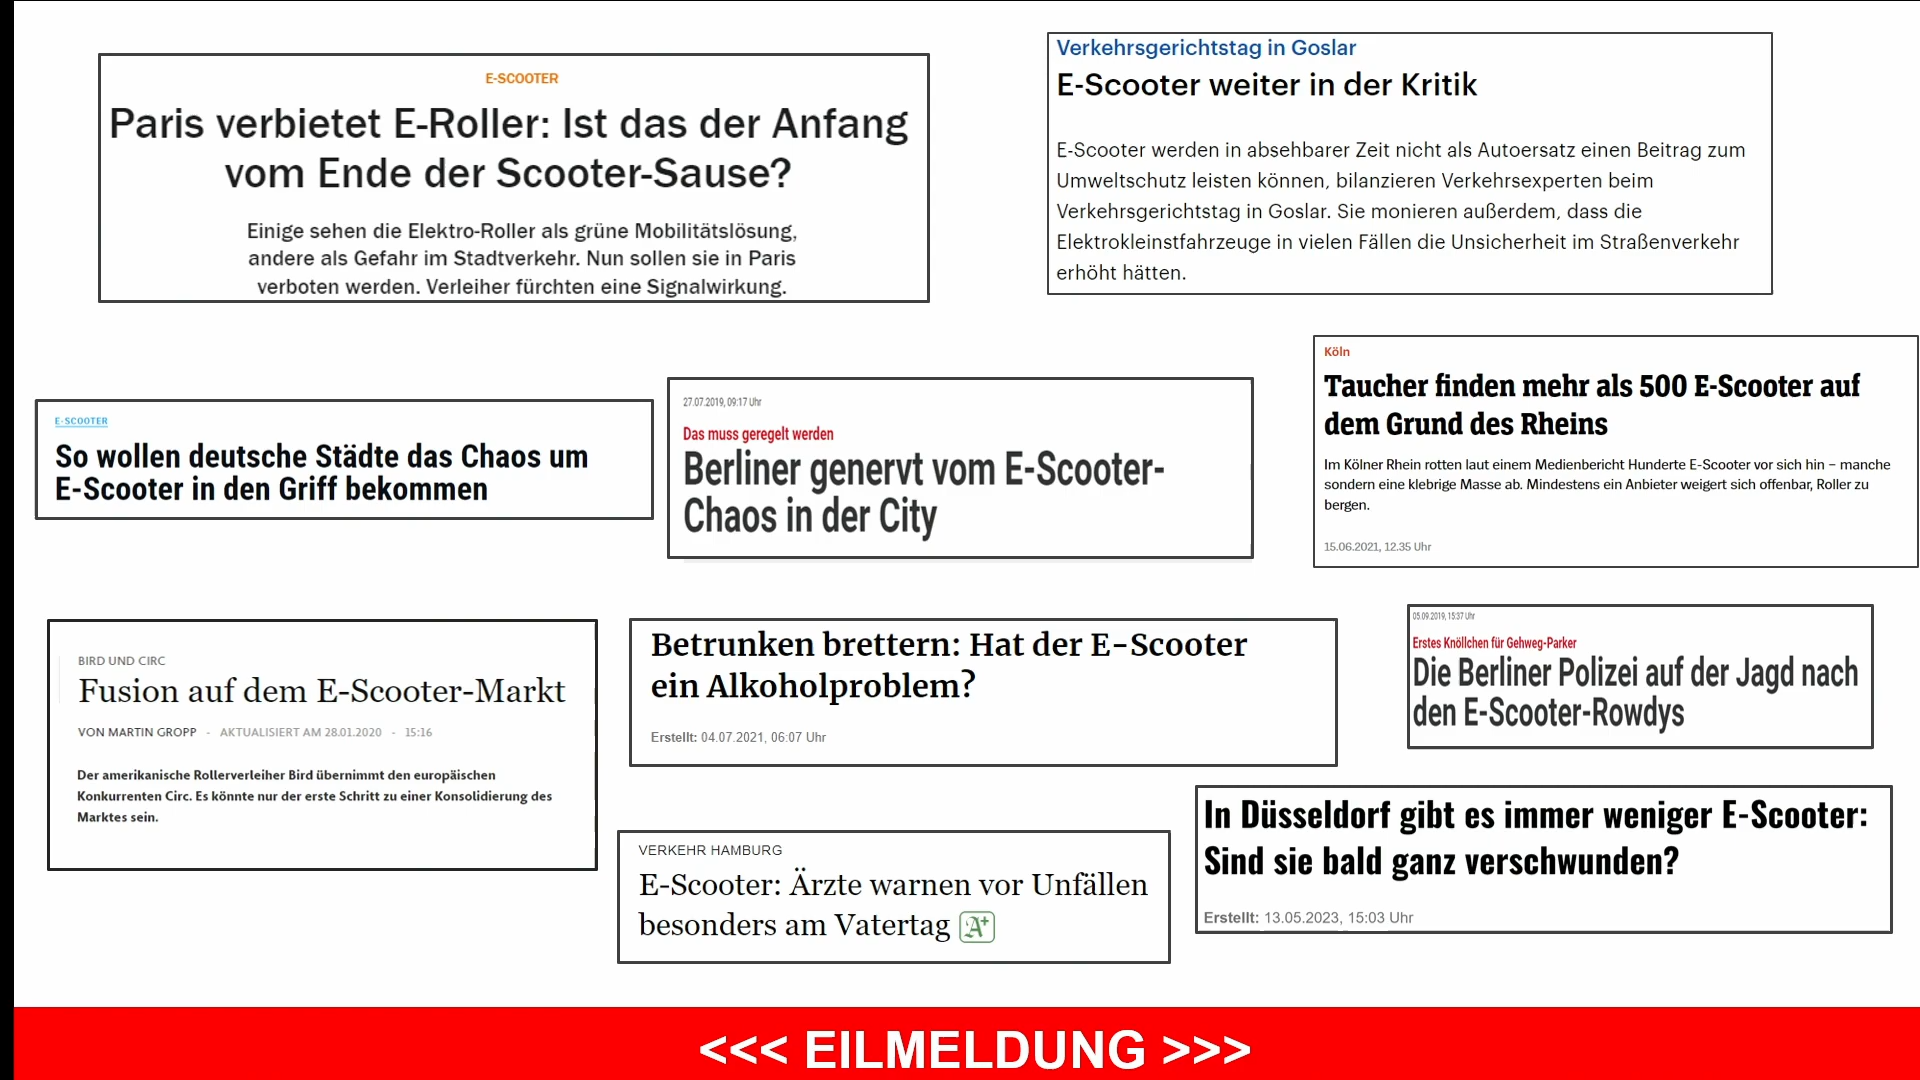 E-SCOOTER
Paris verbietet E-Roller: Ist das der Anfang
vom Ende der Scooter-Sause?
Einige sehen die Elektro-Roller als grüne Mobilitätslösung,
andere als Gefahr im Stadtverkehr. Nun sollen sie in Paris
verboten werden. Verleiher fürchten eine Signalwirkung.
Verkehrsgerichtstag in Goslar
E-Scooter weiter in der Kritik
E-Scooter werden in absehbarer Zeit nicht als Autoersatz einen Beitrag zum
Umweltschutz leisten können, bilanzieren Verkehrsexperten beim
Verkehrsgerichtstag in Goslar. Sie monieren außerdem, dass die
Elektrokleinstfahrzeuge in vielen Fällen die Unsicherheit im Straßenverkehr
erhöht hätten.
E-SCOOTER
So wollen deutsche Städte das Chaos um
E-Scooter in den Griff bekommen
27.07.2019, 09:17 Uhr
Das muss geregelt werden
Berliner genervt vom E-Scooter-
Chaos in der City
Köln
Taucher finden mehr als 500 E-Scooter auf
dem Grund des Rheins
Im Kölner Rhein rotten laut einem Medienbericht Hunderte E-Scooter vor sich hin – manche
sondern eine klebrige Masse ab. Mindestens ein Anbieter weigert sich offenbar, Roller zu
bergen.
15.06.2021, 12.35 Uhr
BIRD UND CIRC
Fusion auf dem E-Scooter-Markt
VON MARTIN GROPP - AKTUALISIERT AM 28.01.2020 - 15:16
Der amerikanische Rollerverleiher Bird übernimmt den europäischen
Konkurrenten Circ. Es könnte nur der erste Schritt zu einer Konsolidierung des
Marktes sein.
Betrunken brettern: Hat der E-Scooter
ein Alkoholproblem?
Erstellt: 04.07.2021, 06:07 Uhr
05.09.2019, 15:37 Uhr
Erstes Knöllchen für Gehweg-Parker
Die Berliner Polizei auf der Jagd nach
den E-Scooter-Rowdys
VERKEHR HAMBURG
E-Scooter: Ärzte warnen vor Unfällen
besonders am Vatertag A+
In Düsseldorf gibt es immer weniger E-Scooter:
Sind sie bald ganz verschwunden?
Erstellt: 13.05.2023, 15:03 Uhr
<<< EILMELDUNG >>>